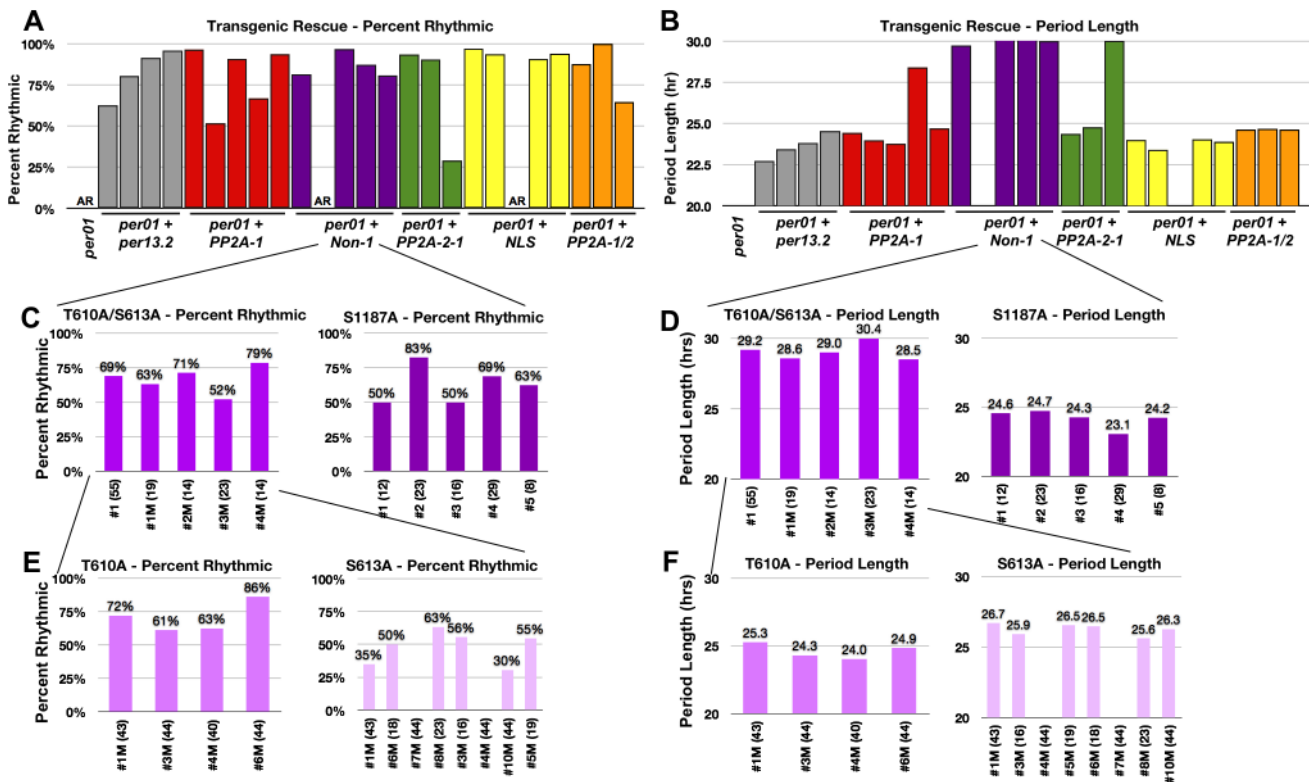 A
Transgenic Rescue - Percent Rhythmic
Percent Rhythmic
100%
75%
50%
25%
0%
AR
AR
AR
per01
per01 +
per13.2
per01 +
PP2A-1
per01 +
Non-1
per01 +
PP2A-2-1
per01 +
NLS
per01 +
PP2A-1/2
B
Transgenic Rescue - Period Length
Period Length (hr)
30.0
27.5
25.0
22.5
20.0
per01
per01 +
per13.2
per01 +
PP2A-1
per01 +
Non-1
per01 +
PP2A-2-1
per01 +
NLS
per01 +
PP2A-1/2
C
T610A/S613A - Percent Rhythmic
Percent Rhythmic
100%
75%
50%
25%
0%
69%
63%
71%
52%
79%
#1 (55)
#1M (19)
#2M (14)
#3M (23)
#4M (14)
S1187A - Percent Rhythmic
100%
75%
50%
25%
0%
50%
83%
50%
69%
63%
#1 (12)
#2 (23)
#3 (16)
#4 (29)
#5 (8)
D
T610A/S613A - Period Length
Period Length (hrs)
30
25
20
29.2
28.6
29.0
30.4
28.5
#1 (55)
#1M (19)
#2M (14)
#3M (23)
#4M (14)
S1187A - Period Length
30
25
20
24.6
24.7
24.3
23.1
24.2
#1 (12)
#2 (23)
#3 (16)
#4 (29)
#5 (8)
E
T610A - Percent Rhythmic
Percent Rhythmic
100%
75%
50%
25%
0%
72%
61%
63%
86%
#1M (43)
#3M (44)
#4M (40)
#6M (44)
S613A - Percent Rhythmic
100%
75%
50%
25%
0%
35%
50%
63%
56%
30%
55%
#1M (43)
#6M (18)
#7M (44)
#8M (23)
#3M (16)
#4M (44)
#10M (44)
#5M (19)
F
T610A - Period Length
Period Length (hrs)
30
25
20
25.3
24.3
24.0
24.9
#1M (43)
#3M (44)
#4M (40)
#6M (44)
S613A - Period Length
30
25
20
26.7
25.9
26.5
26.5
25.6
26.3
#1M (43)
#3M (16)
#4M (44)
#5M (19)
#6M (18)
#7M (44)
#8M (23)
#10M (44)